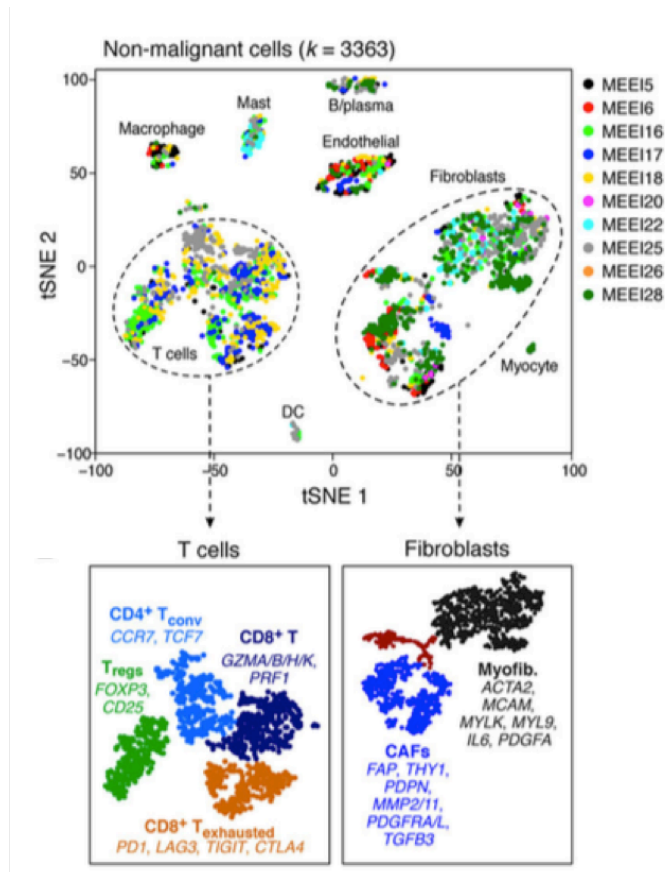 Non-malignant cells (k = 3363)
100
50
0
−50
−100
tSNE 2
Macrophage
Mast
B/plasma
Endothelial
Fibroblasts
T cells
Myocyte
DC
−100
−50
0
50
100
tSNE 1
MEEI5
MEEI6
MEEI16
MEEI17
MEEI18
MEEI20
MEEI22
MEEI25
MEEI26
MEEI28
T cells
CD4+ Tconv
CCR7, TCF7
CD8+ T
GZMA/B/H/K,
PRF1
Tregs
FOXP3,
CD25
CD8+ Texhausted
PD1, LAG3, TIGIT, CTLA4
Fibroblasts
Myofib.
ACTA2,
MCAM,
MYLK, MYL9,
IL6, PDGFA
CAFs
FAP, THY1,
PDPN,
MMP2/11,
PDGFRA/L,
TGFB3